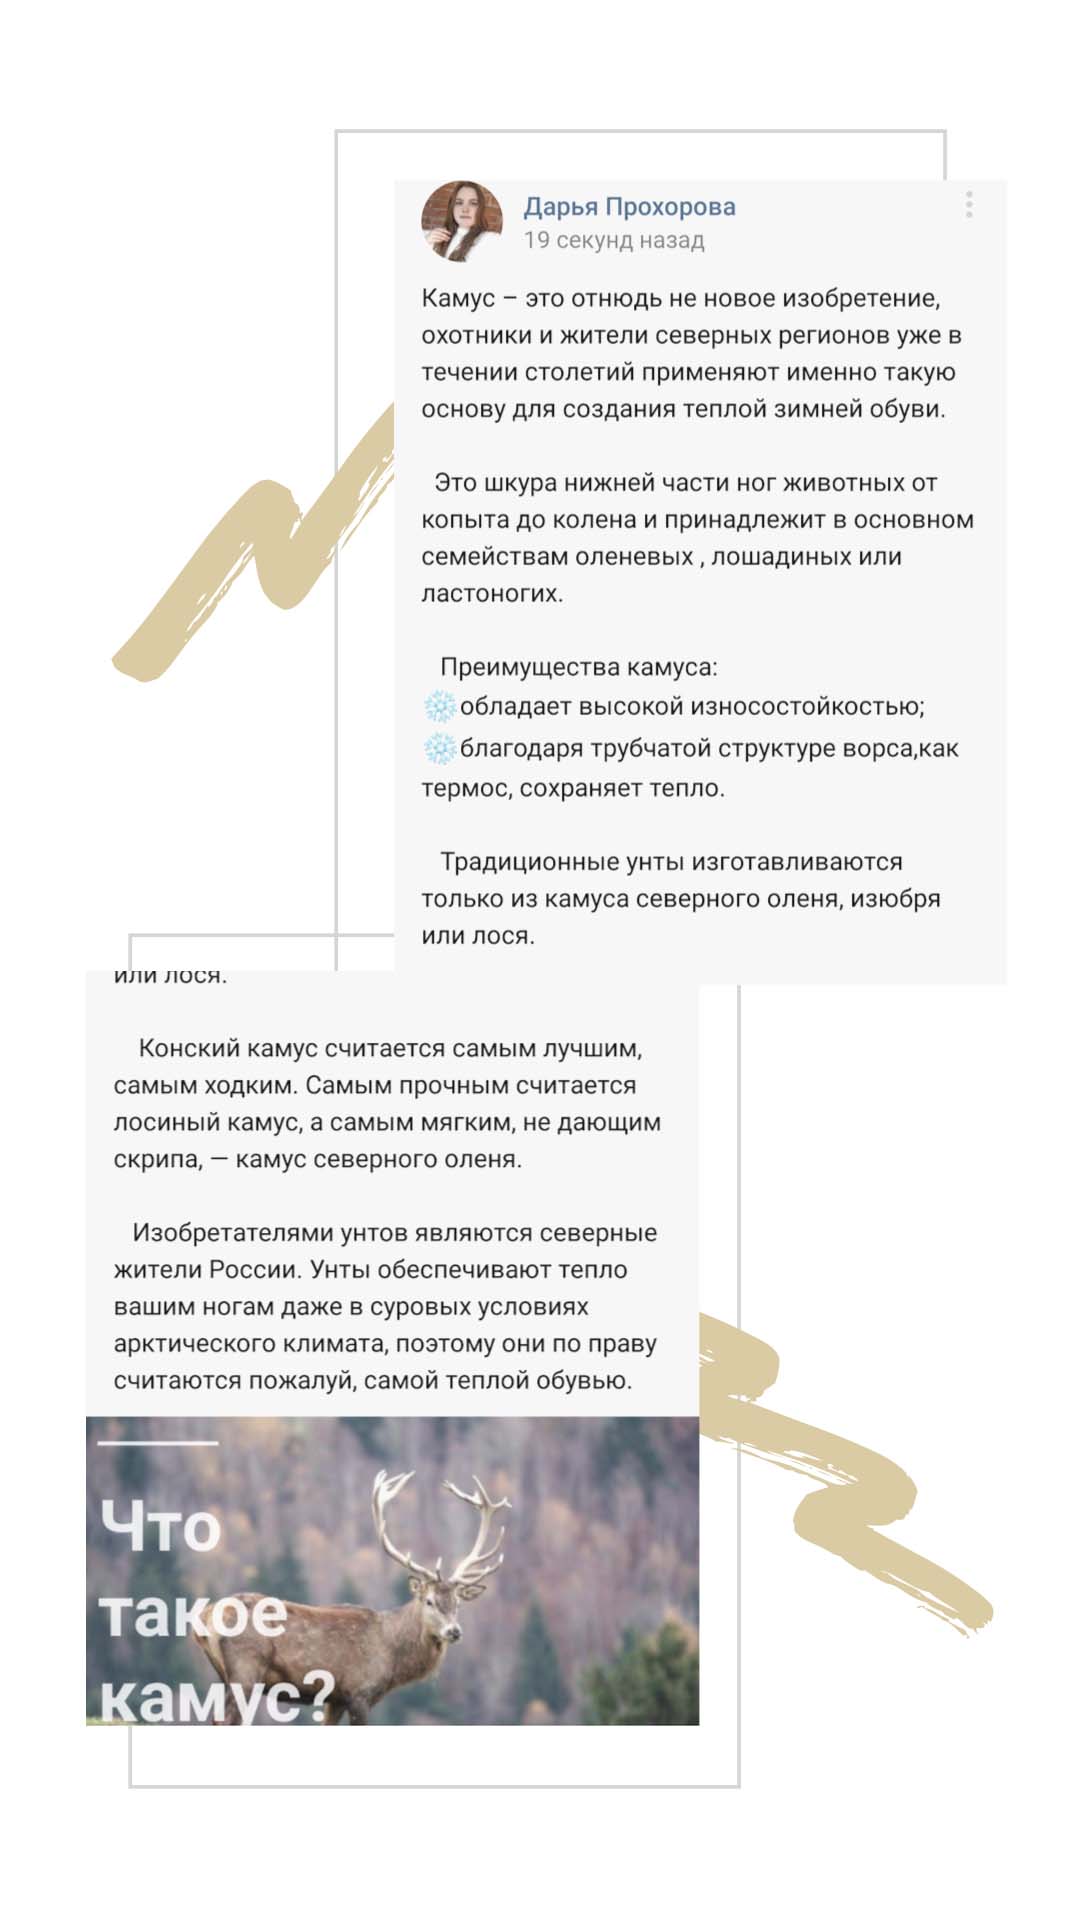 Дарья Прохорова
19 секунд назад
Камус – это отнюдь не новое изобретение,
охотники и жители северных регионов уже в
течении столетий применяют именно такую
основу для создания теплой зимней обуви.
Это шкура нижней части ног животных от
копыта до колена и принадлежит в основном
семействам оленевых , лошадиных или
ластоногих.
Преимущества камуса:
❄обладает высокой износостойкостью;
❄благодаря трубчатой структуре ворса,как
термос, сохраняет тепло.
Традиционные унты изготавливаются
только из камуса северного оленя, изюбря
или лося.
или лося.
Конский камус считается самым лучшим,
самым ходким. Самым прочным считается
лосиный камус, а самым мягким, не дающим
скрипа, — камус северного оленя.
Изобретателями унтов являются северные
жители России. Унты обеспечивают тепло
вашим ногам даже в суровых условиях
арктического климата, поэтому они по праву
считаются пожалуй, самой теплой обувью.
Что
такое
камус?